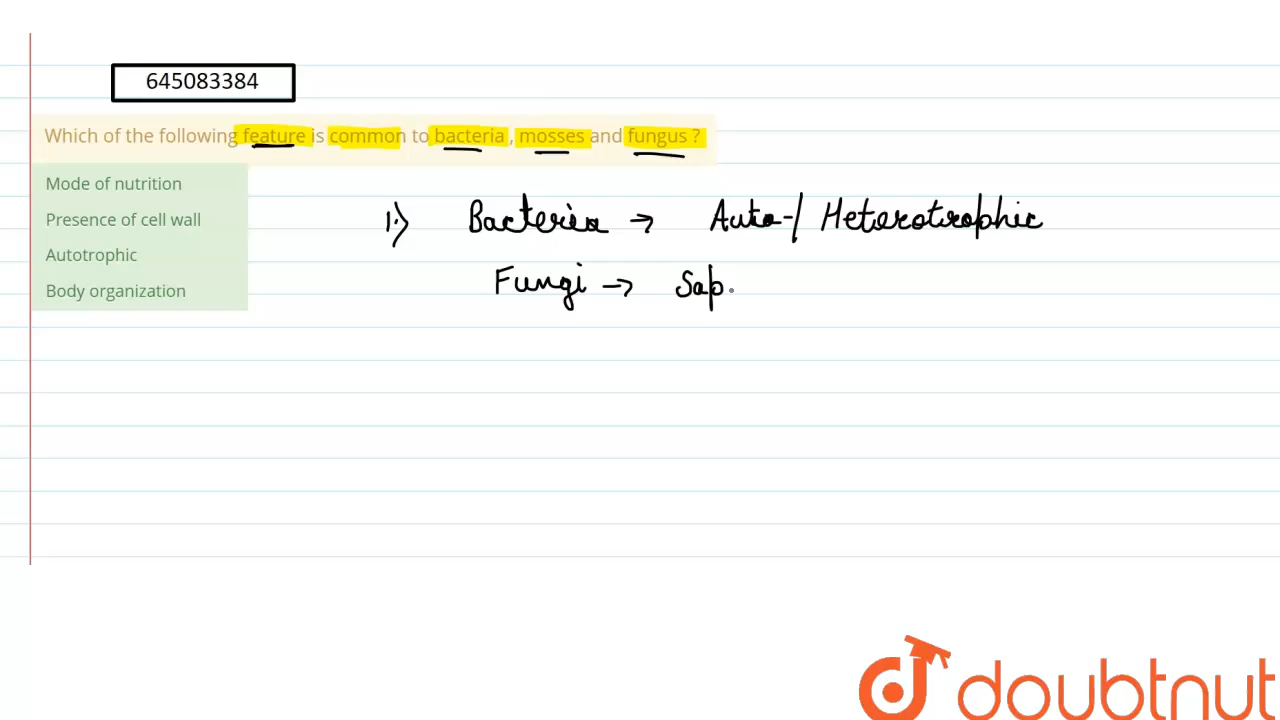 645083384
Which of the following feature is common to bacteria , mosses and fungus ?
Mode of nutrition
Presence of cell wall
Autotrophic
Body organization
1.) Bacteria → Auto-/ Heterotrophic
Fungi → Sap
doubtnut